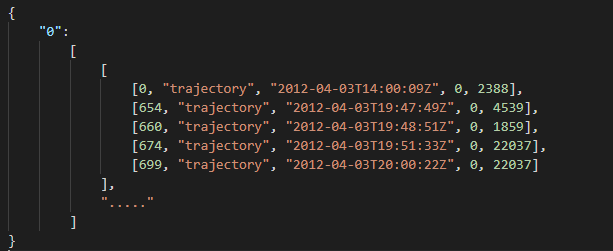 {
"0":
[
[
[0, "trajectory", "2012-04-03T14:00:09Z", 0, 2388],
[654, "trajectory", "2012-04-03T19:47:49Z", 0, 4539],
[660, "trajectory", "2012-04-03T19:48:51Z", 0, 1859],
[674, "trajectory", "2012-04-03T19:51:33Z", 0, 22037],
[699, "trajectory", "2012-04-03T20:00:22Z", 0, 22037]
],
"....."
]
}